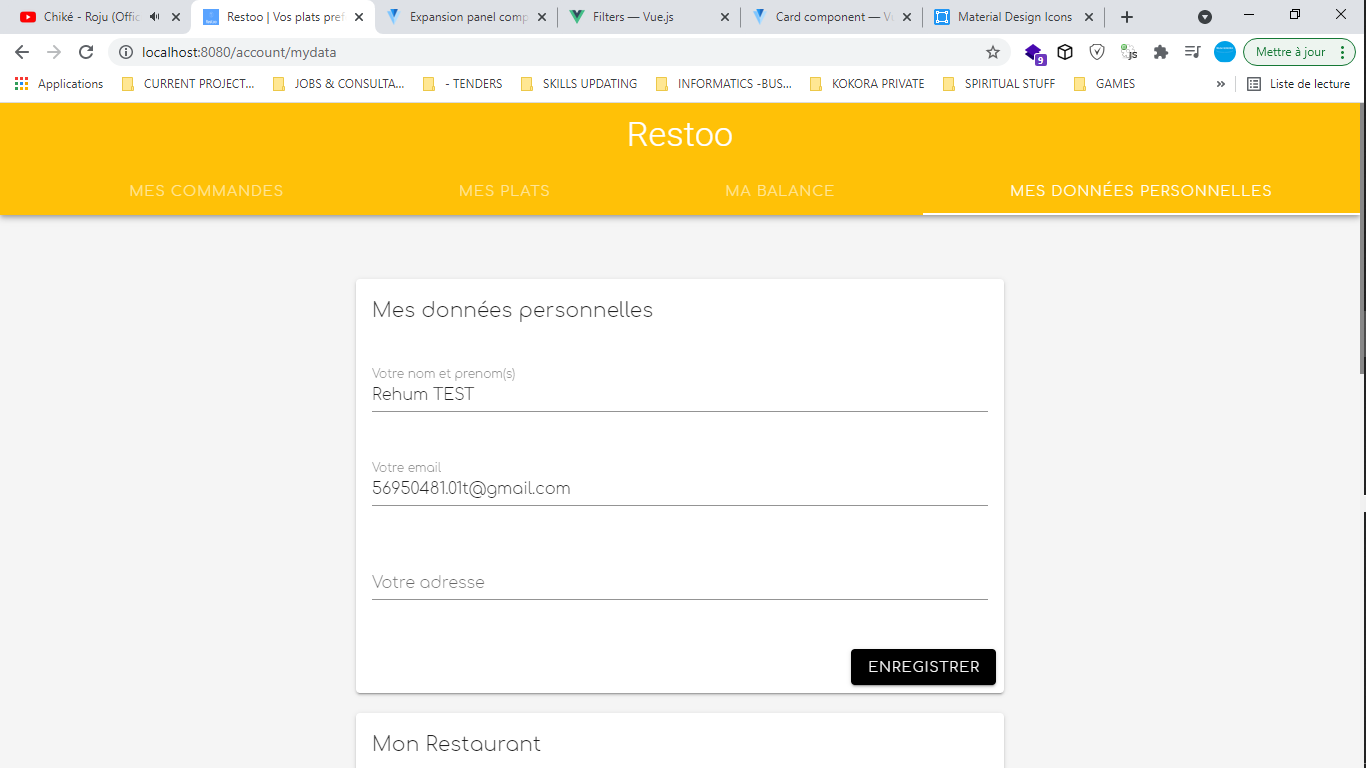 Chiké - Roju (Offic
Restoo | Vos plats pref
Expansion panel comp
Filters — Vue.js
Card component — Vu
Material Design Icons
localhost:8080/account/mydata
9
js
Mettre à jour
Applications
CURRENT PROJECT...
JOBS & CONSULTA...
- TENDERS
SKILLS UPDATING
INFORMATICS -BUS...
KOKORA PRIVATE
SPIRITUAL STUFF
GAMES
»
Liste de lecture
Restoo
MES COMMANDES
MES PLATS
MA BALANCE
MES DONNÉES PERSONNELLES
Mes données personnelles
Votre nom et prenom(s)
Rehum TEST
Votre email
56950481.01t@gmail.com
Votre adresse
ENREGISTRER
Mon Restaurant